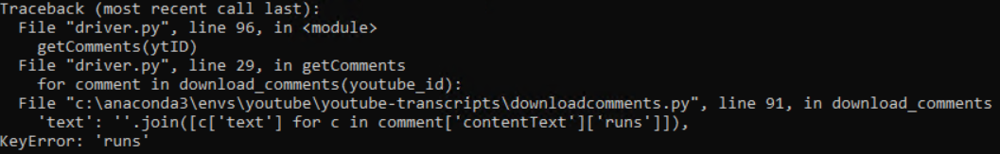 Traceback (most recent call last):
  File "driver.py", line 96, in <module>
    getComments(ytID)
  File "driver.py", line 29, in getComments
    for comment in download_comments(youtube_id):
  File "c:\anaconda3\envs\youtube\youtube-transcripts\downloadcomments.py", line 91, in download_comments
    'text': ''.join([c['text'] for c in comment['contentText']['runs']]),
KeyError: 'runs'